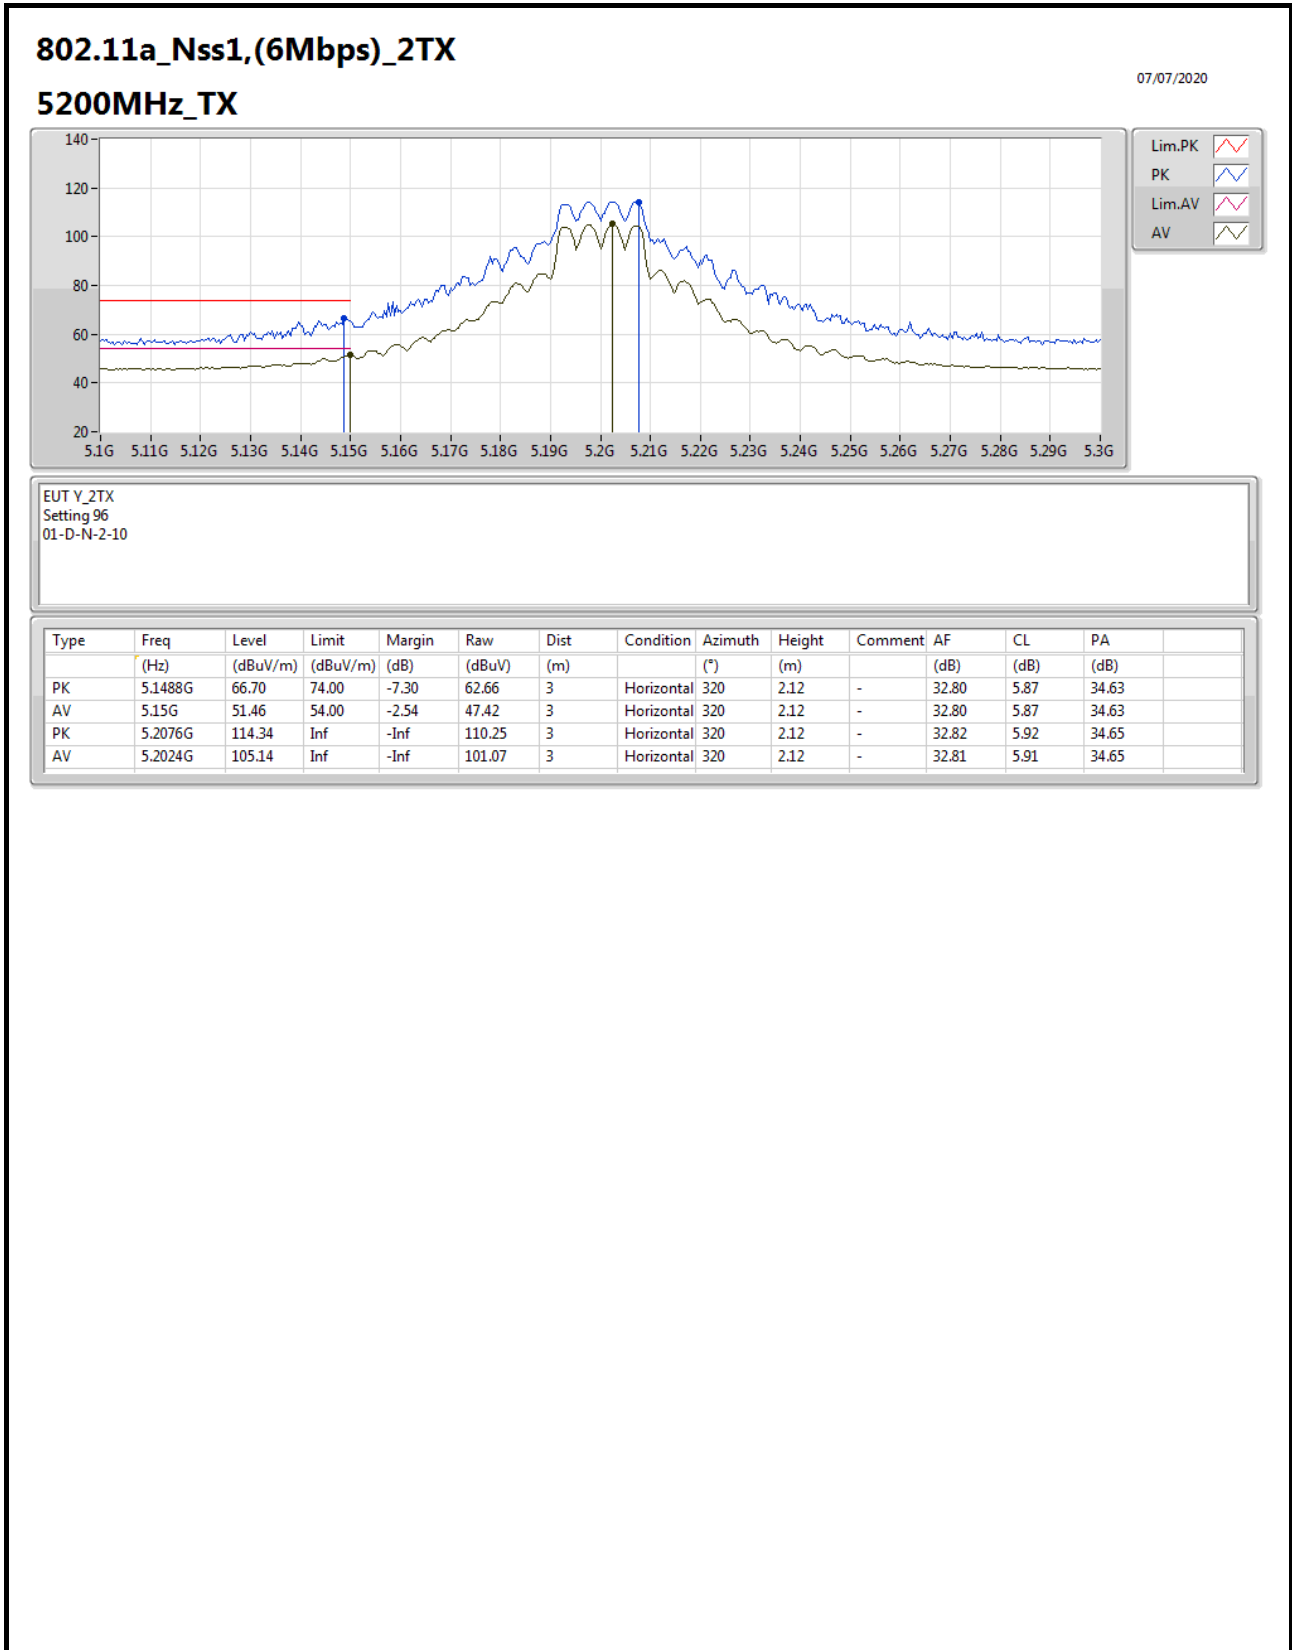 802.11a_Nss1,(6Mbps)_2TX
07/07/2020
5200MHz_TX
140
120
100
80
60
40
20
5.1G 5.11G 5.12G 5.13G 5.14G 5.15G 5.16G 5.17G 5.18G 5.19G 5.2G 5.21G 5.22G 5.23G 5.24G 5.25G 5.26G 5.27G 5.28G 5.29G 5.3G
Lim.PK
PK
Lim.AV
AV
EUT Y_2TX
Setting 96
01-D-N-2-10
Type Freq Level Limit Margin Raw Dist Condition Azimuth Height Comment AF CL PA
(Hz) (dBuV/m) (dBuV/m) (dB) (dBuV) (m) (°) (m) (dB) (dB) (dB)
PK 5.1488G 66.70 74.00 -7.30 62.66 3 Horizontal 320 2.12 - 32.80 5.87 34.63
AV 5.15G 51.46 54.00 -2.54 47.42 3 Horizontal 320 2.12 - 32.80 5.87 34.63
PK 5.2076G 114.34 Inf -Inf 110.25 3 Horizontal 320 2.12 - 32.82 5.92 34.65
AV 5.2024G 105.14 Inf -Inf 101.07 3 Horizontal 320 2.12 - 32.81 5.91 34.65